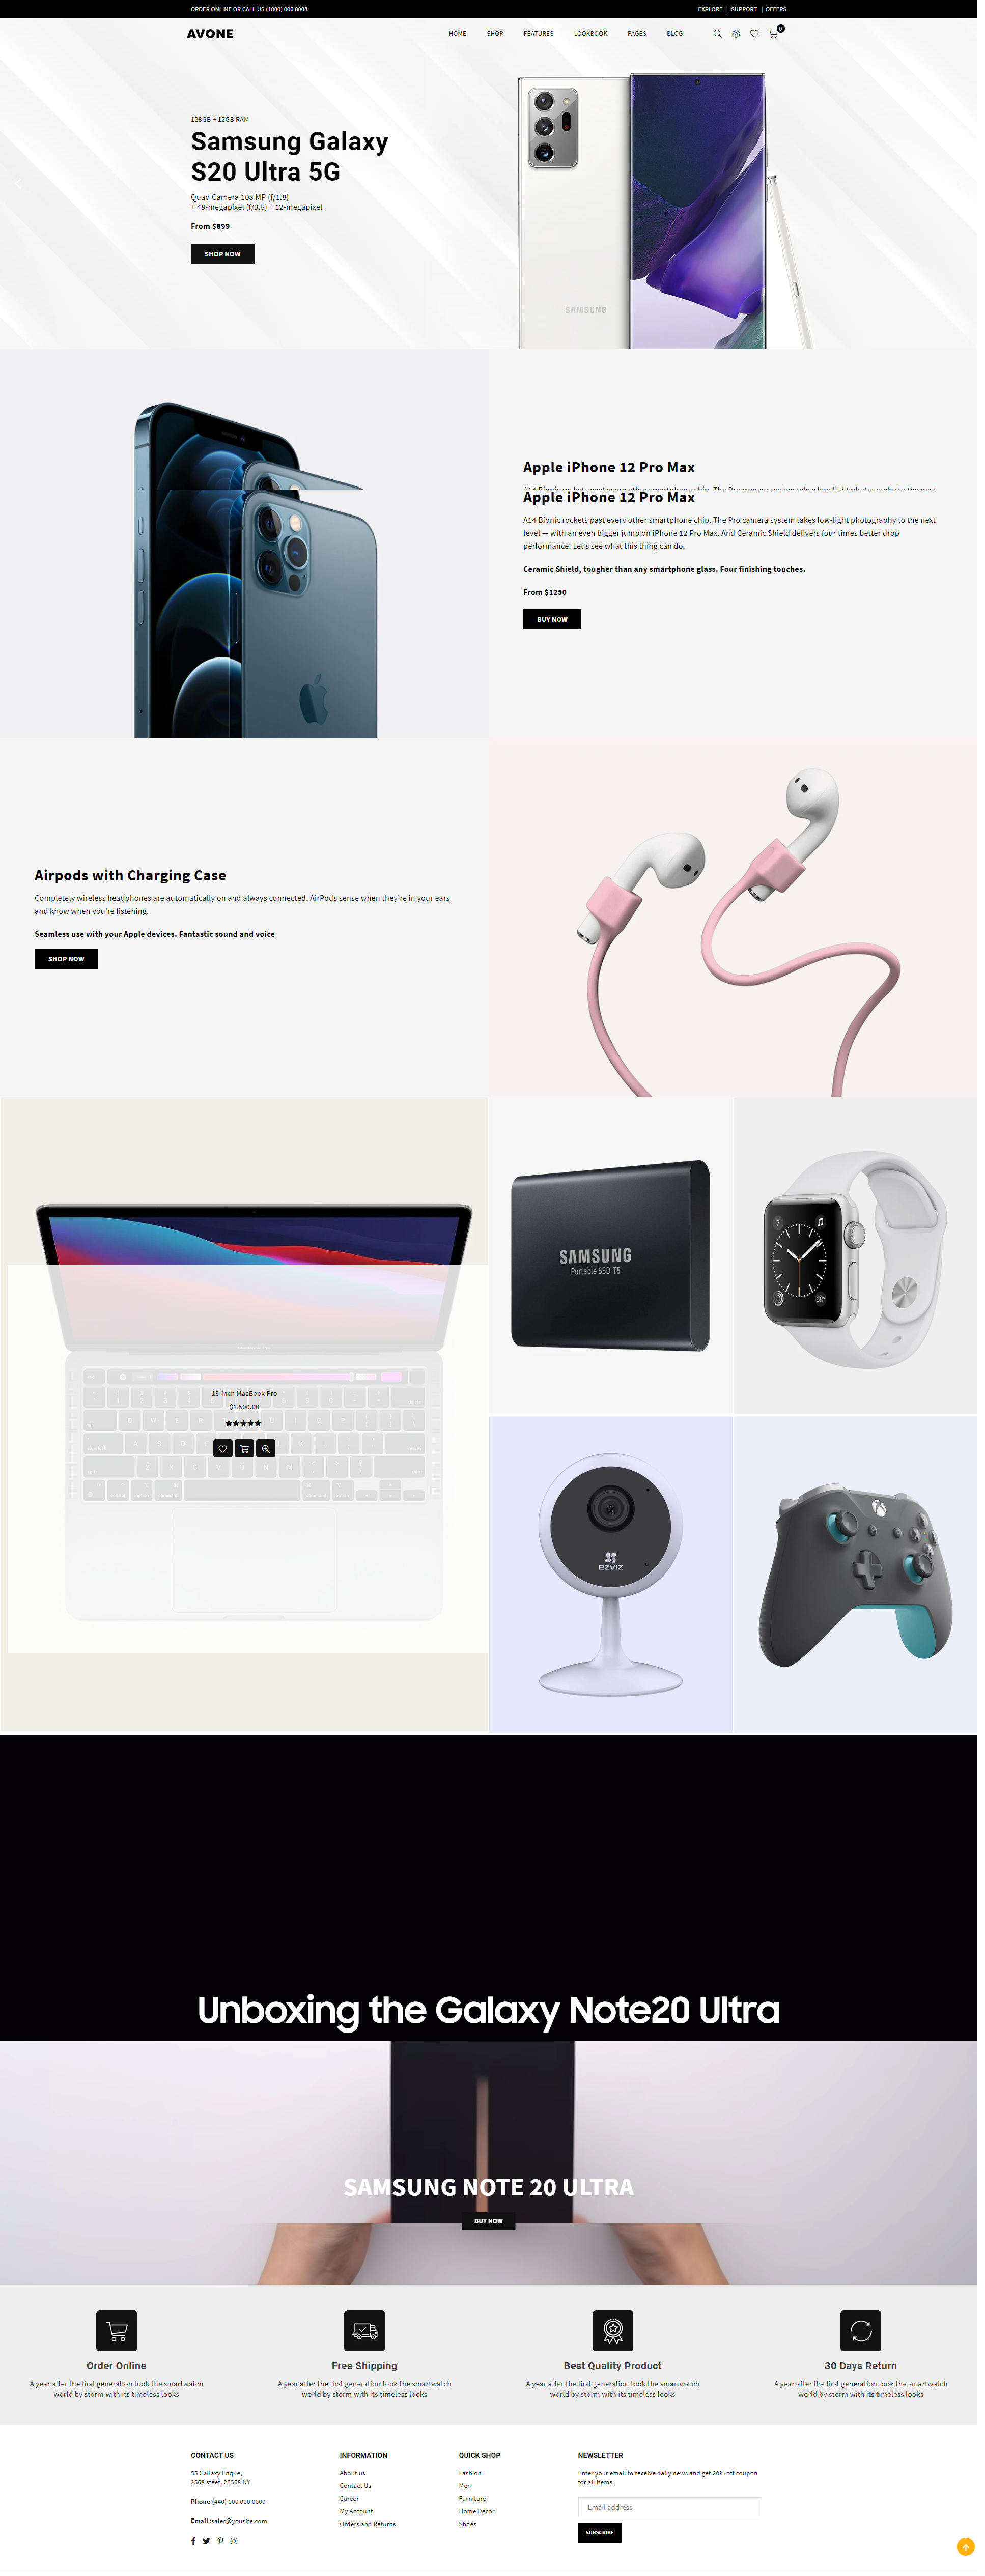 ORDER ONLINE OR CALL US (1800) 000 8008
EXPLORE | SUPPORT | OFFERS
AVONE
HOME SHOP FEATURES LOOKBOOK PAGES BLOG
0
128GB + 12GB RAM
Samsung Galaxy
S20 Ultra 5G
Quad Camera 108 MP (f/1.8)
+ 48-megapixel (f/3.5) + 12-megapixel
From $899
SHOP NOW
SAMSUNG
Apple iPhone 12 Pro Max
Apple iPhone 12 Pro Max
A14 Bionic rockets past every other smartphone chip. The Pro camera system takes low-light photography to the next
level — with an even bigger jump on iPhone 12 Pro Max. And Ceramic Shield delivers four times better drop
performance. Let's see what this thing can do.
Ceramic Shield, tougher than any smartphone glass. Four finishing touches.
From $1250
BUY NOW
Airpods with Charging Case
Completely wireless headphones are automatically on and always connected. AirPods sense when they're in your ears
and know when you're listening.
Seamless use with your Apple devices. Fantastic sound and voice
SHOP NOW
SAMSUNG
Portable SSD T5
7
68°
13-inch MacBook Pro
$1,500.00
EZVIZ
Unboxing the Galaxy Note20 Ultra
SAMSUNG NOTE 20 ULTRA
BUY NOW
Order Online
A year after the first generation took the smartwatch
world by storm with its timeless looks
Free Shipping
A year after the first generation took the smartwatch
world by storm with its timeless looks
Best Quality Product
A year after the first generation took the smartwatch
world by storm with its timeless looks
30 Days Return
A year after the first generation took the smartwatch
world by storm with its timeless looks
CONTACT US
55 Gallaxy Enque,
2568 steet, 23568 NY
Phone:(440) 000 000 0000
Email :sales@yousite.com
INFORMATION
About us
Contact Us
Career
My Account
Orders and Returns
QUICK SHOP
Fashion
Men
Furniture
Home Decor
Shoes
NEWSLETTER
Enter your email to receive daily news and get 20% off coupon
for all items.
Email address
SUBSCRIBE